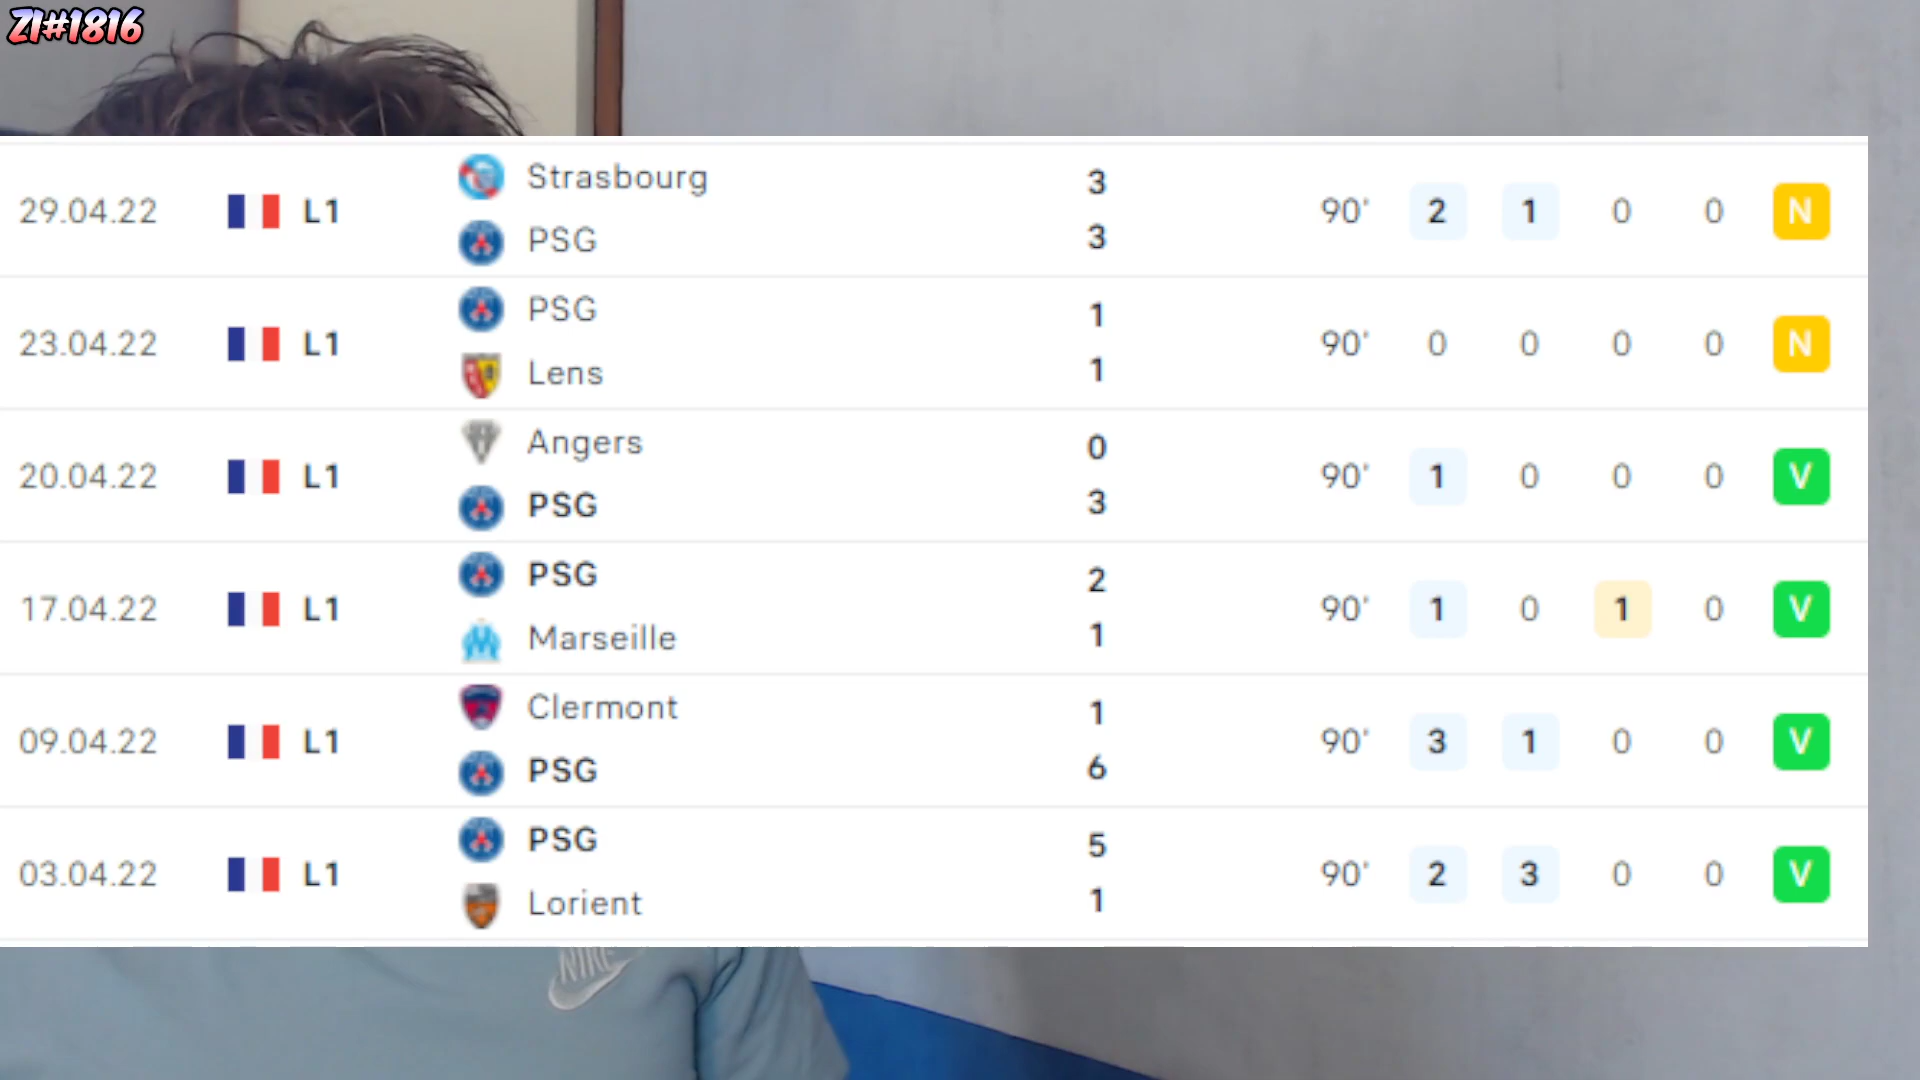 ZI#1816
29.04.22 L1 Strasbourg 3 PSG 3 90' 2 1 0 0 N
23.04.22 L1 PSG 1 Lens 1 90' 0 0 0 0 N
20.04.22 L1 Angers 0 PSG 3 90' 1 0 0 0 V
17.04.22 L1 PSG 2 Marseille 1 90' 1 0 1 0 V
09.04.22 L1 Clermont 1 PSG 6 90' 3 1 0 0 V
03.04.22 L1 PSG 5 Lorient 1 90' 2 3 0 0 V
NIKE